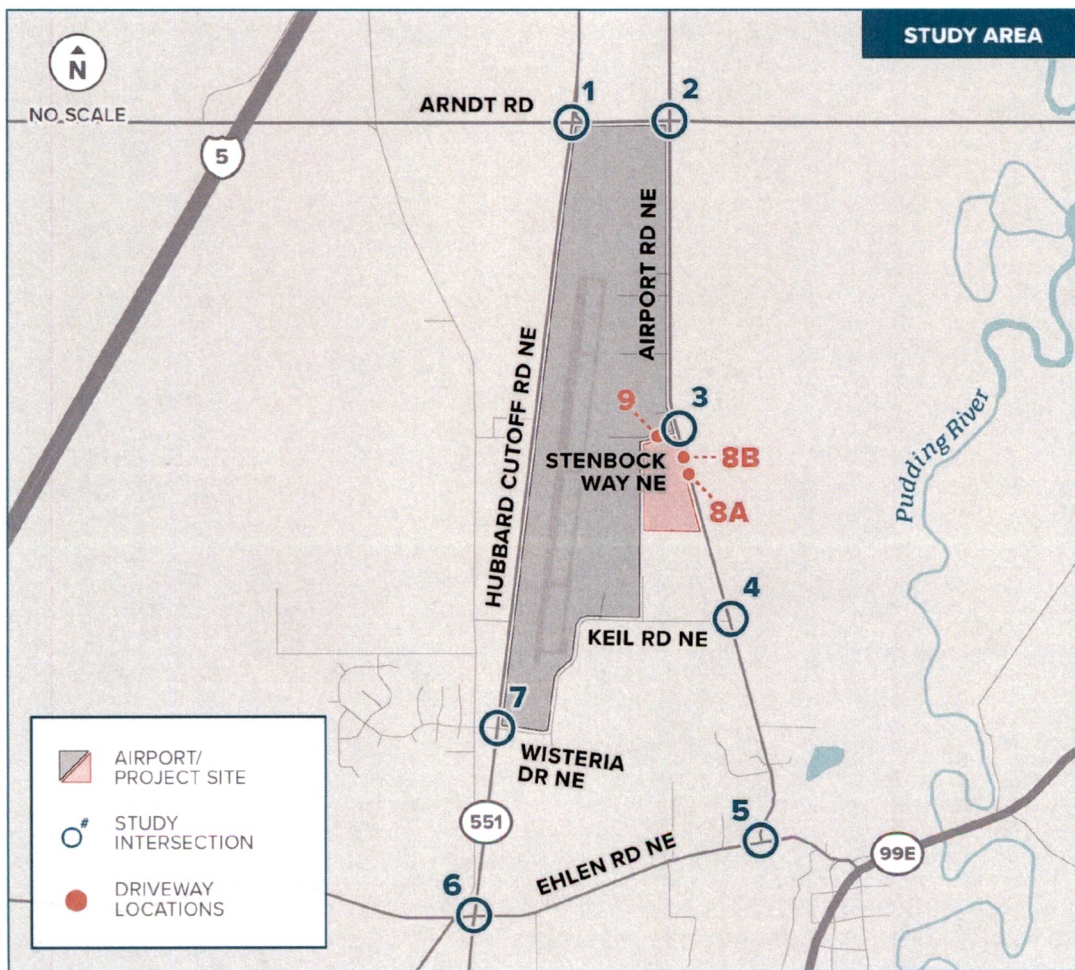 STUDY AREA
N
NO SCALE
ARNDT RD
1
2
5
HUBBARD CUTOFF RD NE
AIRPORT RD NE
3
9
STENBOCK
WAY NE
8B
8A
Pudding River
4
KEIL RD NE
7
WISTERIA
DR NE
551
5
EHLEN RD NE
99E
6
AIRPORT/
PROJECT SITE
#
STUDY
INTERSECTION
DRIVEWAY
LOCATIONS